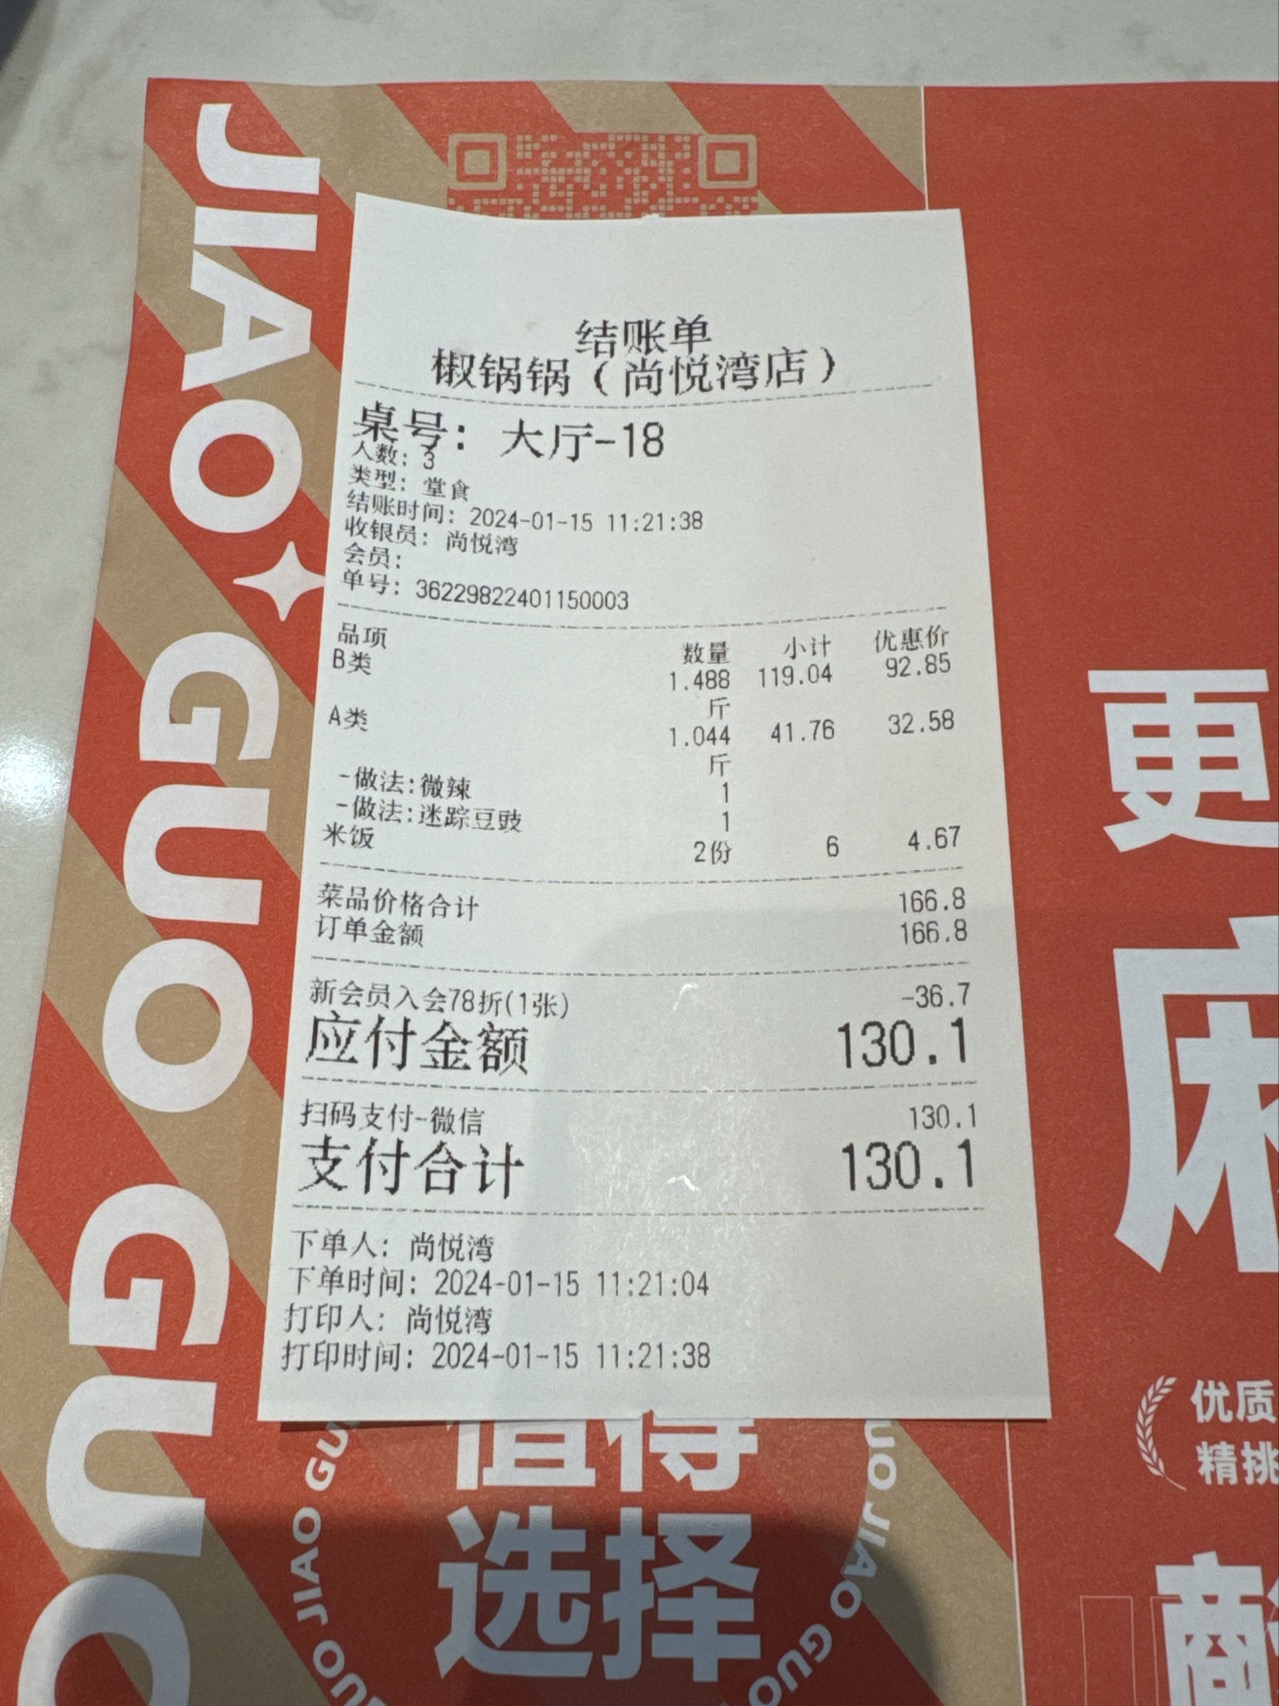 JIAO GUO GUO
结账单
椒锅锅（尚悦湾店）
桌号：大厅-18
人数：3
类型：堂食
结账时间：2024-01-15 11:21:38
收银员：尚悦湾
会员：
单号：36229822401150003
品项 数量 小计 优惠价
B类 1.488 119.04 92.85
斤
A类 1.044 41.76 32.58
斤
-做法:微辣 1
-做法:迷踪豆豉 1
米饭 2份 6 4.67
菜品价格合计 166.8
订单金额 166.8
新会员入会78折(1张) -36.7
应付金额 130.1
扫码支付-微信 130.1
支付合计 130.1
下单人：尚悦湾
下单时间：2024-01-15 11:21:04
打印人：尚悦湾
打印时间：2024-01-15 11:21:38
值得
选择
JIAO GUO
JIAO GUO
更
麻
优质
精挑
商